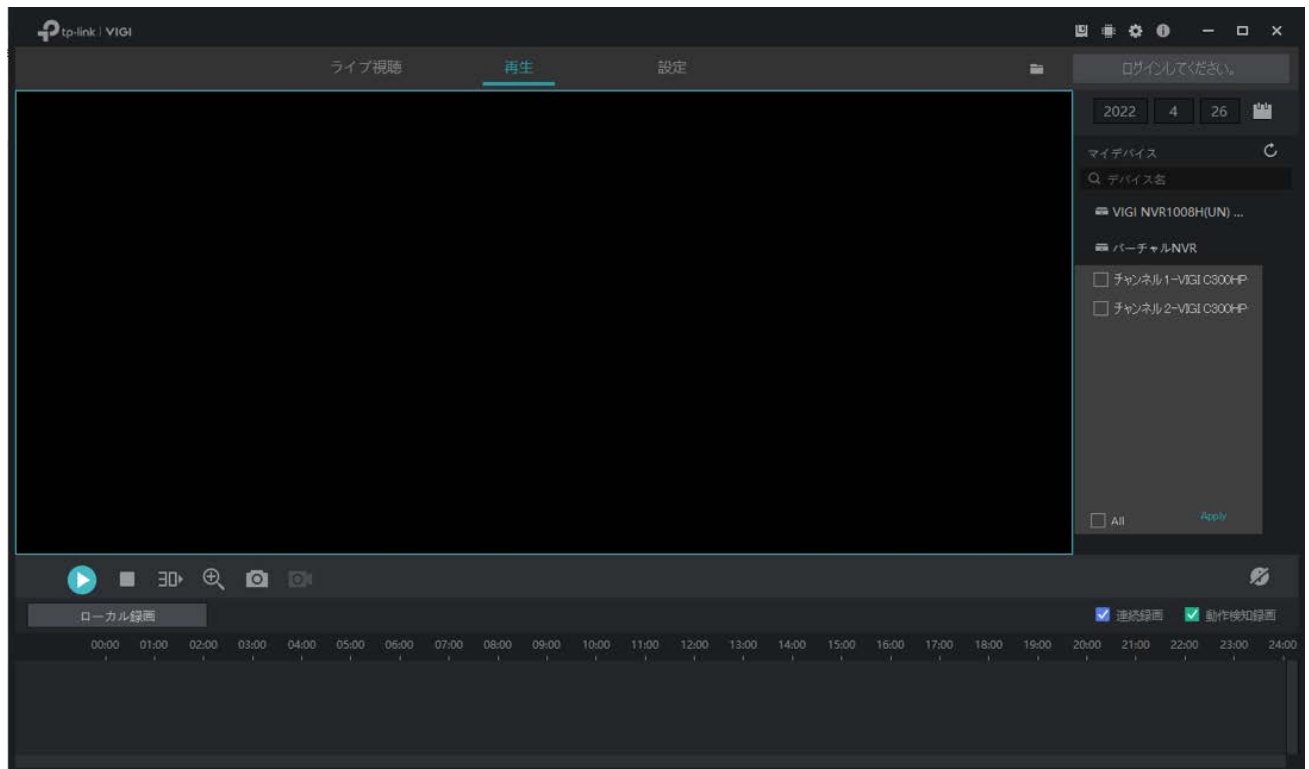 tp-link | VIGI
ライブ視聴 再生 設定 ログインしてください。
2022 4 26
マイデバイス
デバイス名
VIGI NVR1008H(UN) ...
バーチャルNVR
チャンネル 1-VIGI C300HP
チャンネル 2-VIGI C300HP
All Apply
ローカル録画 連続録画 動作検知録画
00:00 01:00 02:00 03:00 04:00 05:00 06:00 07:00 08:00 09:00 10:00 11:00 12:00 13:00 14:00 15:00 16:00 17:00 18:00 19:00 20:00 21:00 22:00 23:00 24:00